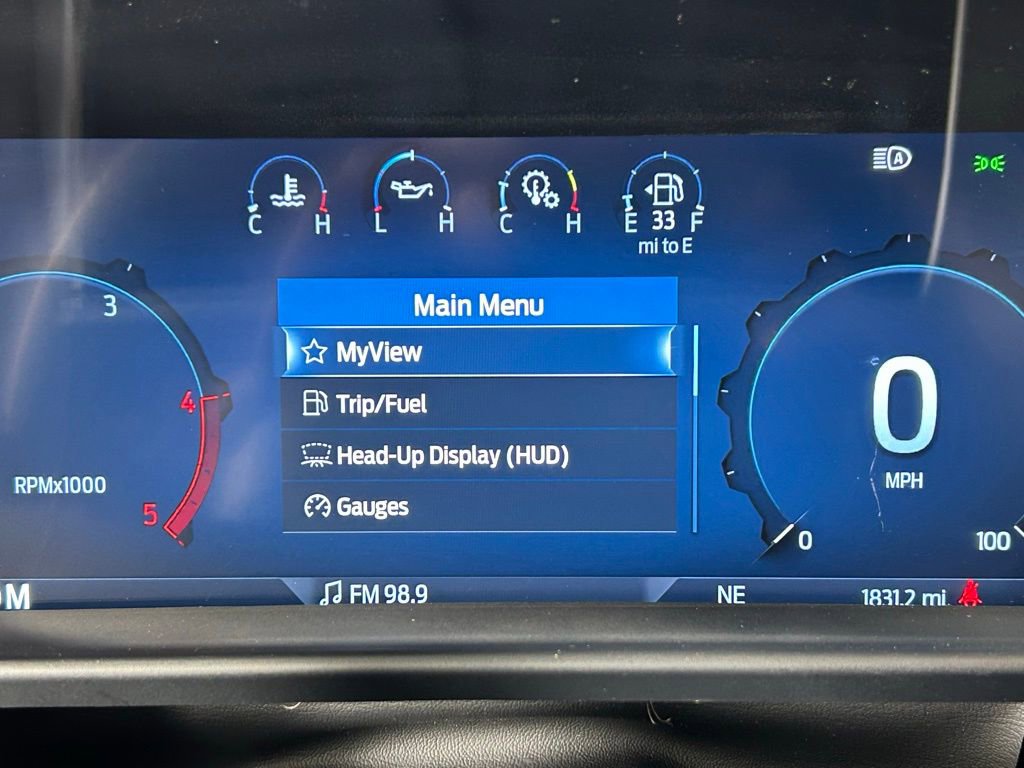 C H
L H
C H
E 33 F
mi to E
A
3
4
5
RPMx1000
Main Menu
MyView
Trip/Fuel
Head-Up Display (HUD)
Gauges
0
MPH
0 100
M
FM 98.9
NE
1831.2 mi